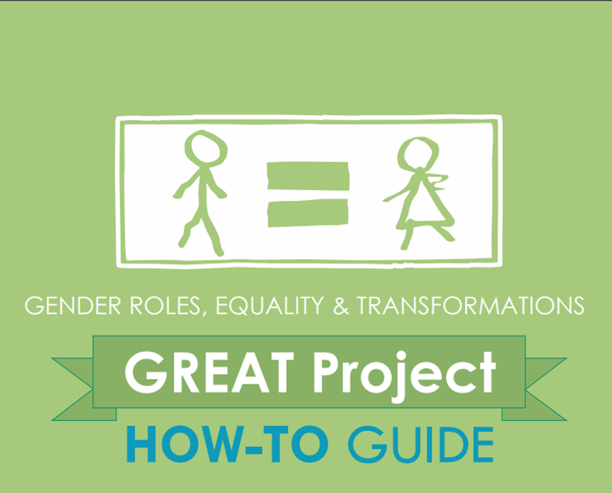 GENDER ROLES, EQUALITY & TRANSFORMATIONS
GREAT Project
HOW-TO GUIDE